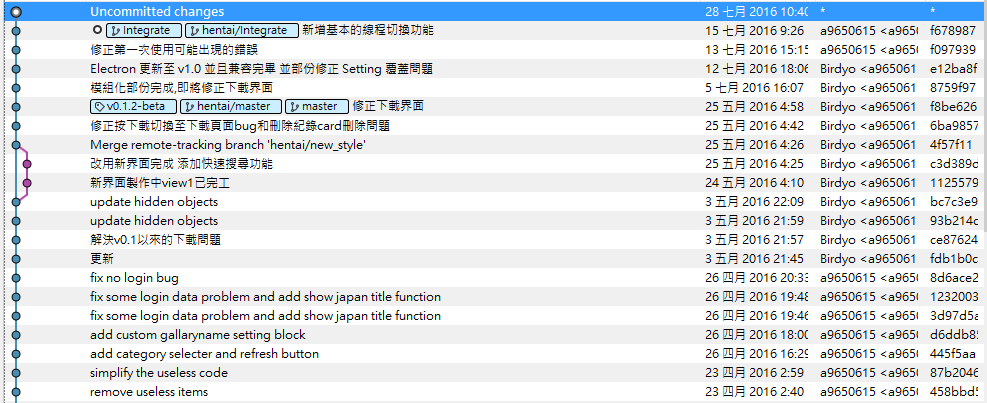 Uncommitted changes 28 七月 2016 10:40 * *
Integrate hentai/Integrate 新增基本的線程切換功能 15 七月 2016 9:26 a9650615 <a9650 f678987
修正第一次使用可能出現的錯誤 13 七月 2016 15:15 a9650615 <a9650 f097939
Electron 更新至 v1.0 並且兼容完畢 並部份修正 Setting 覆蓋問題 12 七月 2016 18:06 Birdyo <a965061 e12ba8f
模組化部份完成,即將修正下載界面 5 七月 2016 16:07 Birdyo <a965061 8759f97
v0.1.2-beta hentai/master master 修正下載界面 25 五月 2016 4:58 Birdyo <a965061 f8be626
修正按下載切換至下載頁面bug和刪除紀錄card刪除問題 25 五月 2016 4:42 Birdyo <a965061 6ba9857
Merge remote-tracking branch 'hentai/new_style' 25 五月 2016 4:26 Birdyo <a965061 4f57f11
改用新界面完成 添加快速搜尋功能 25 五月 2016 4:25 Birdyo <a965061 c3d389d
新界面製作中view1已完工 24 五月 2016 4:10 Birdyo <a965061 1125579
update hidden objects 3 五月 2016 22:09 Birdyo <a965061 bc7c3e9
update hidden objects 3 五月 2016 21:59 Birdyo <a965061 93b214c
解決v0.1以來的下載問題 3 五月 2016 21:57 Birdyo <a965061 ce87624
更新 3 五月 2016 21:45 Birdyo <a965061 fdb1b0c
fix no login bug 26 四月 2016 20:33 a9650615 <a9650 8d6ace2
fix some login data problem and add show japan title function 26 四月 2016 19:48 a9650615 <a9650 1232003
fix some login data problem and add show japan title function 26 四月 2016 19:46 a9650615 <a9650 3d97d5a
add custom gallaryname setting block 26 四月 2016 18:00 a9650615 <a9650 d6ddb85
add category selecter and refresh button 26 四月 2016 16:29 a9650615 <a9650 445f5aa
simplify the useless code 23 四月 2016 2:59 a9650615 <a9650 87b2046
remove useless items 23 四月 2016 2:40 a9650615 <a9650 458bbd5